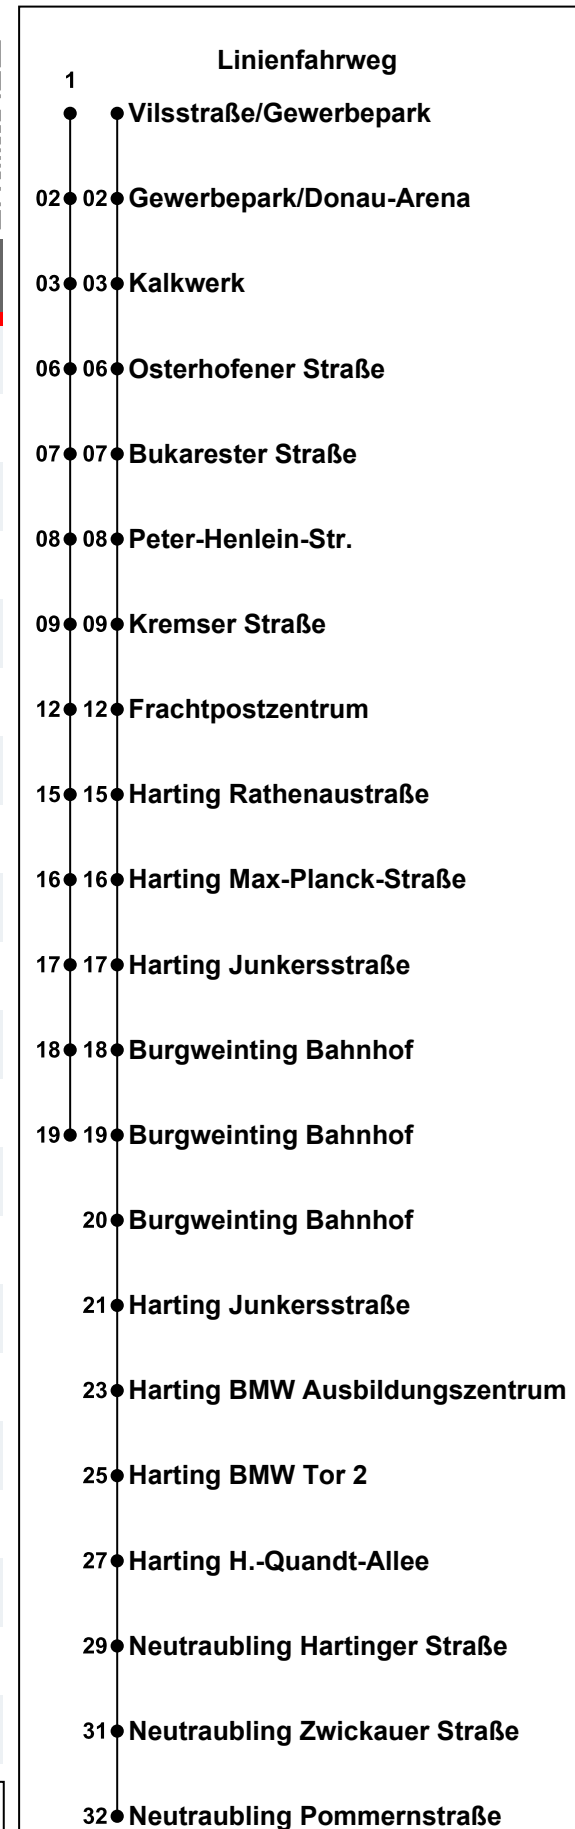 Linienfahrweg
1
Vilsstraße/Gewerbepark
02 02 Gewerbepark/Donau-Arena
03 03 Kalkwerk
06 06 Osterhofener Straße
07 07 Bukarester Straße
08 08 Peter-Henlein-Str.
09 09 Kremser Straße
12 12 Frachtpostzentrum
15 15 Harting Rathenaustraße
16 16 Harting Max-Planck-Straße
17 17 Harting Junkersstraße
18 18 Burgweinting Bahnhof
19 19 Burgweinting Bahnhof
20 Burgweinting Bahnhof
21 Harting Junkersstraße
23 Harting BMW Ausbildungszentrum
25 Harting BMW Tor 2
27 Harting H.-Quandt-Allee
29 Neutraubling Hartinger Straße
31 Neutraubling Zwickauer Straße
32 Neutraubling Pommernstraße